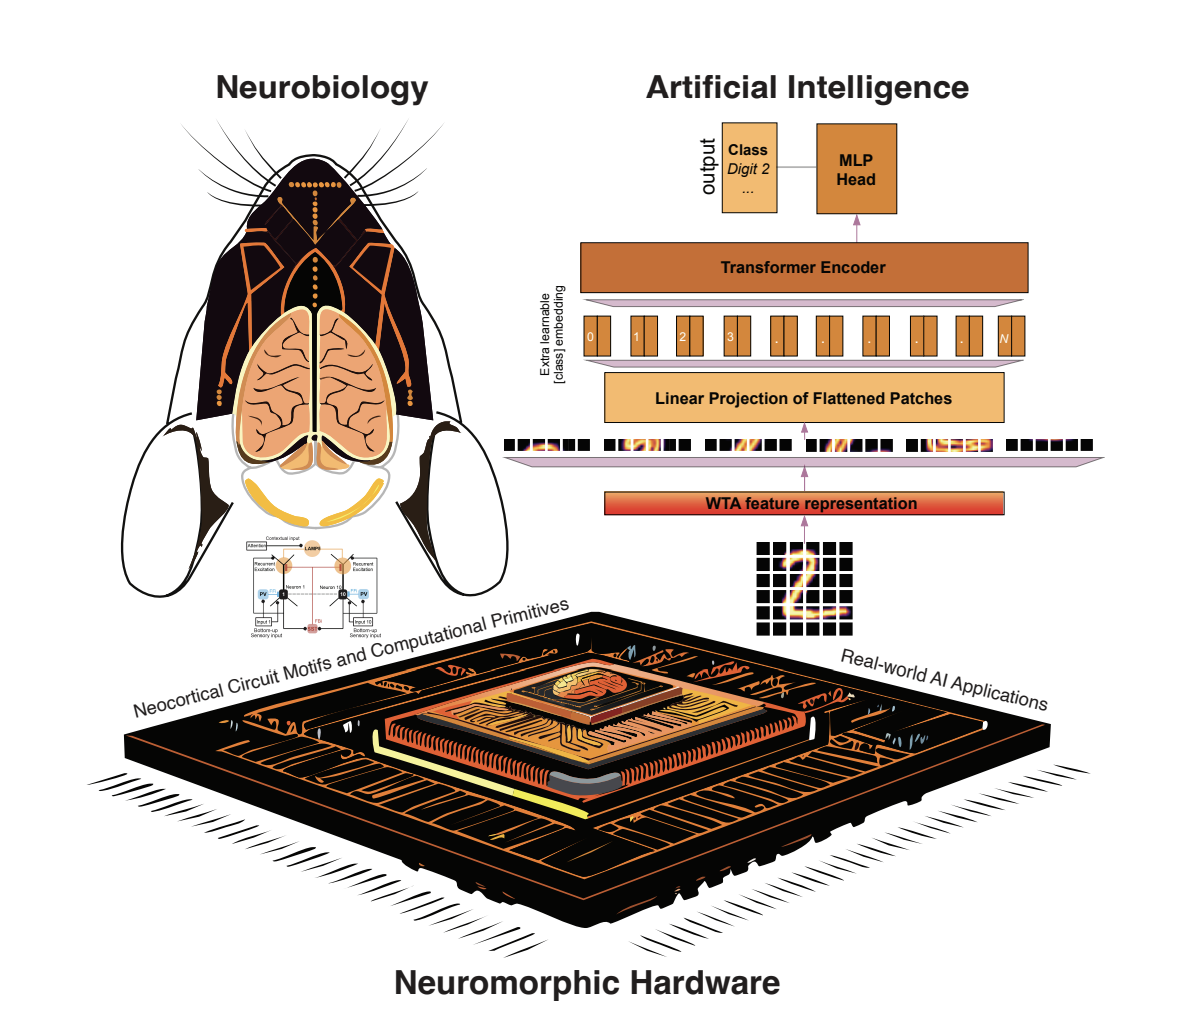 Neurobiology
Artificial Intelligence
output
Class
Digit 2
...
MLP
Head
Transformer Encoder
Extra learnable
[class] embedding
0 1 2 3 . . . . . N
Linear Projection of Flattened Patches
WTA feature representation
2
Contextual input
Attention
LAMP5
Recurrent
Excitation
Recurrent
Excitation
Neuron 1
Neuron 10
PV
1
10
PV
Input 1
FBI
Input 10
Bottom-up
Sensory input
SST
Bottom-up
Sensory input
Neocortical Circuit Motifs and Computational Primitives
Real-world AI Applications
Neuromorphic Hardware